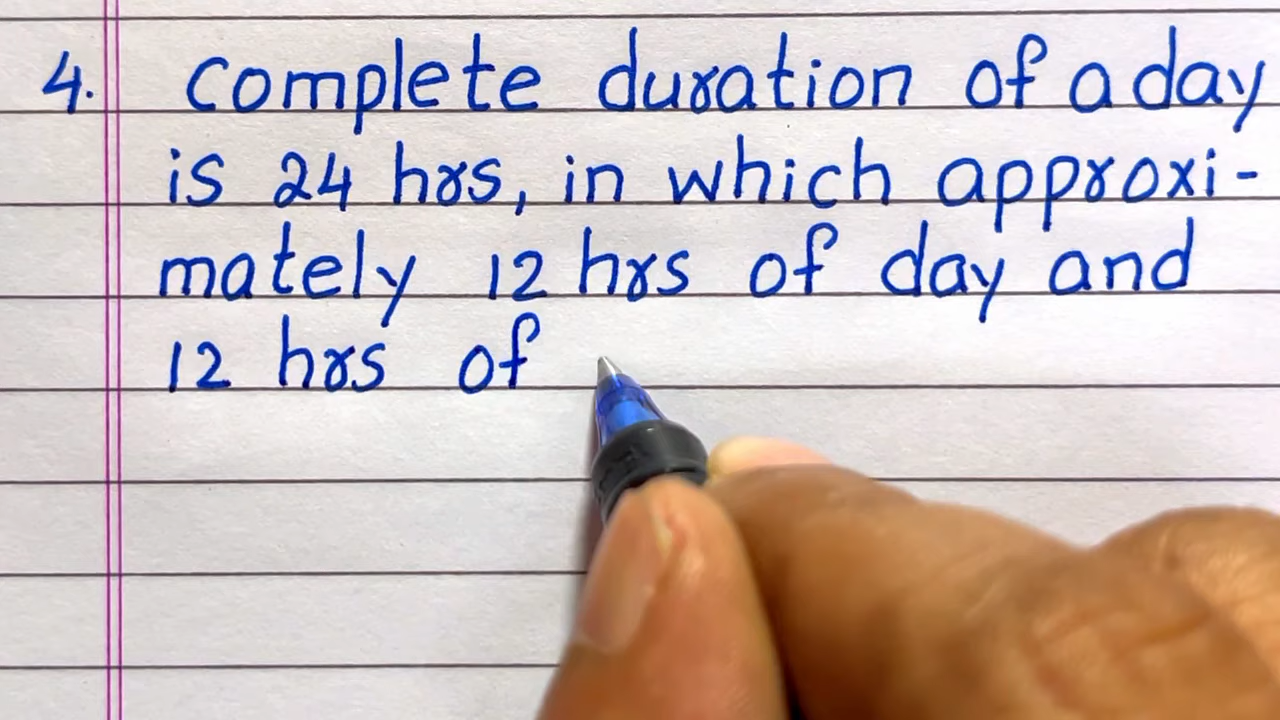 4. Complete duration of a day
is 24 hrs, in which approxi-
mately 12 hrs of day and
12 hrs of